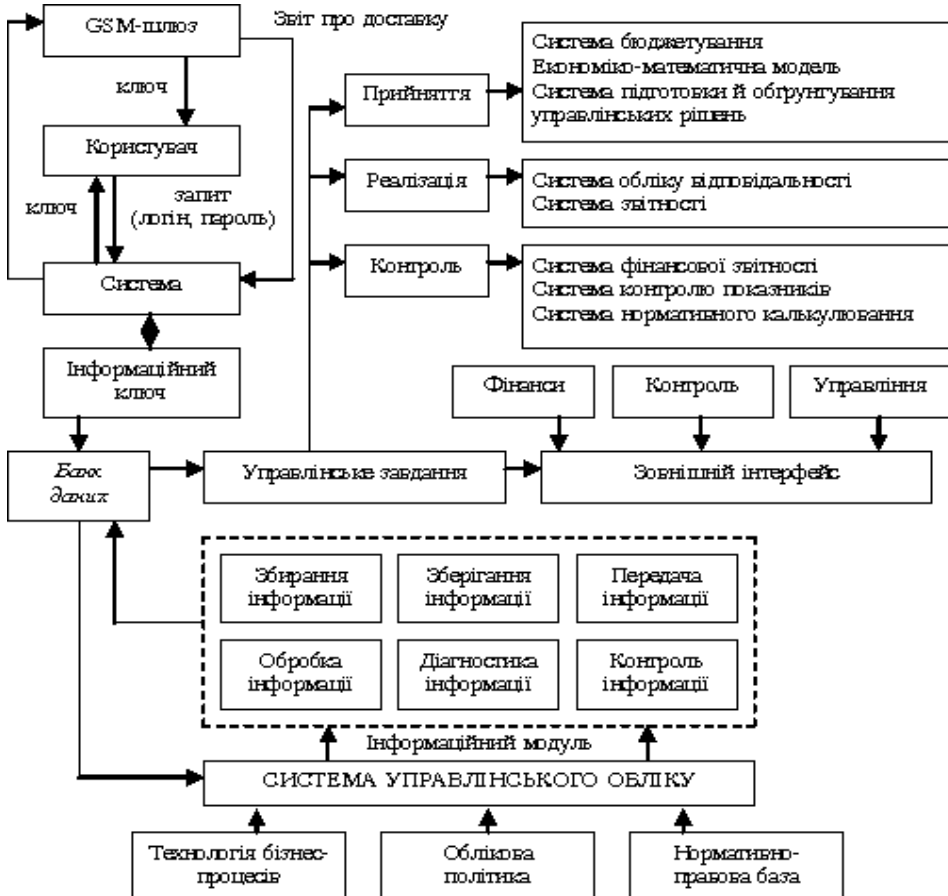 GSM-шлюз
Звіт про доставку
ключ
Користувач
ключ
запит
(логін, пароль)
Система
Інформаційний
ключ
Прийняття
Система бюджетування
Економіко-математична модель
Система підготовки й обґрунтування
управлінських рішень
Реалізація
Система обліку відповідальності
Система звітності
Контроль
Система фінансової звітності
Система контролю показників
Система нормативного калькулювання
Фінанси
Контроль
Управління
Банк
даних
Управлінське завдання
Зовнішній інтерфейс
Збирання
інформації
Зберігання
інформації
Передача
інформації
Обробка
інформації
Діагностика
інформації
Контроль
інформації
Інформаційний модуль
СИСТЕМА УПРАВЛІНСЬКОГО ОБЛІКУ
Технологія бізнес-
процесів
Облікова
політика
Нормативно-
правова база